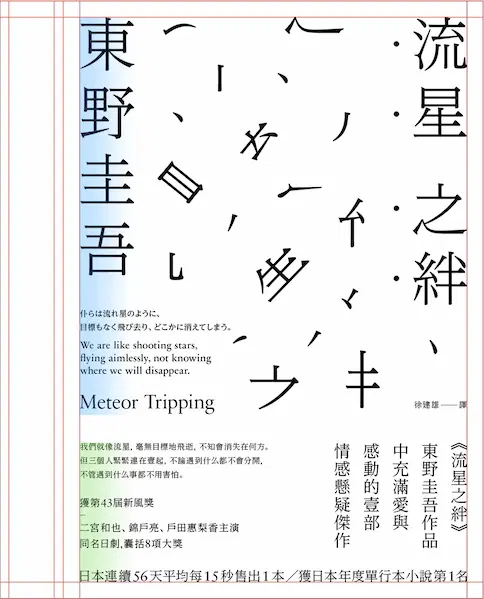 東野圭吾
流星之絆
仆らは流れ星のように、
目標もなく飛び去り、どこかに消えてしまう。
We are like shooting stars,
flying aimlessly, not knowing
where we will disappear.
Meteor Tripping
徐建雄——譯
《流星之絆》
東野圭吾作品
中充滿愛與
感動的壹部
情感懸疑傑作
我們就像流星，毫無目標地飛逝，不知會消失在何方。
但三個人緊緊連在壹起，不論遇到什么都不會分開，
不管遇到什么事都不用害怕。
獲第43届新風獎
–
二宮和也、錦戶亮、戶田惠梨香主演
同名日劇，囊括8項大獎
日本連續56天平均每15秒售出1本／獲日本年度單行本小說第1名